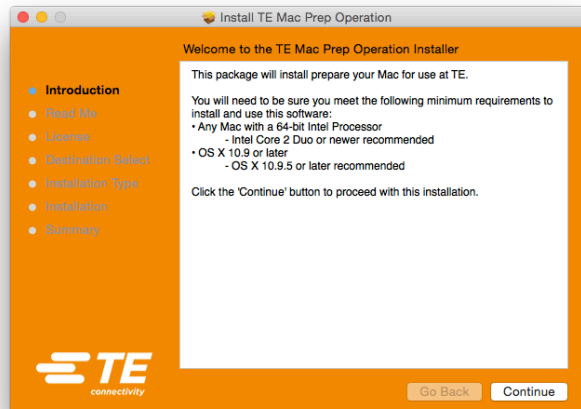 Install TE Mac Prep Operation
Welcome to the TE Mac Prep Operation Installer
Introduction
Read Me
License
Destination Select
Installation Type
Installation
Summary
This package will install prepare your Mac for use at TE.
You will need to be sure you meet the following minimum requirements to
install and use this software:
• Any Mac with a 64-bit Intel Processor
- Intel Core 2 Duo or newer recommended
• OS X 10.9 or later
- OS X 10.9.5 or later recommended
Click the 'Continue' button to proceed with this installation.
TE
connectivity
Go Back
Continue